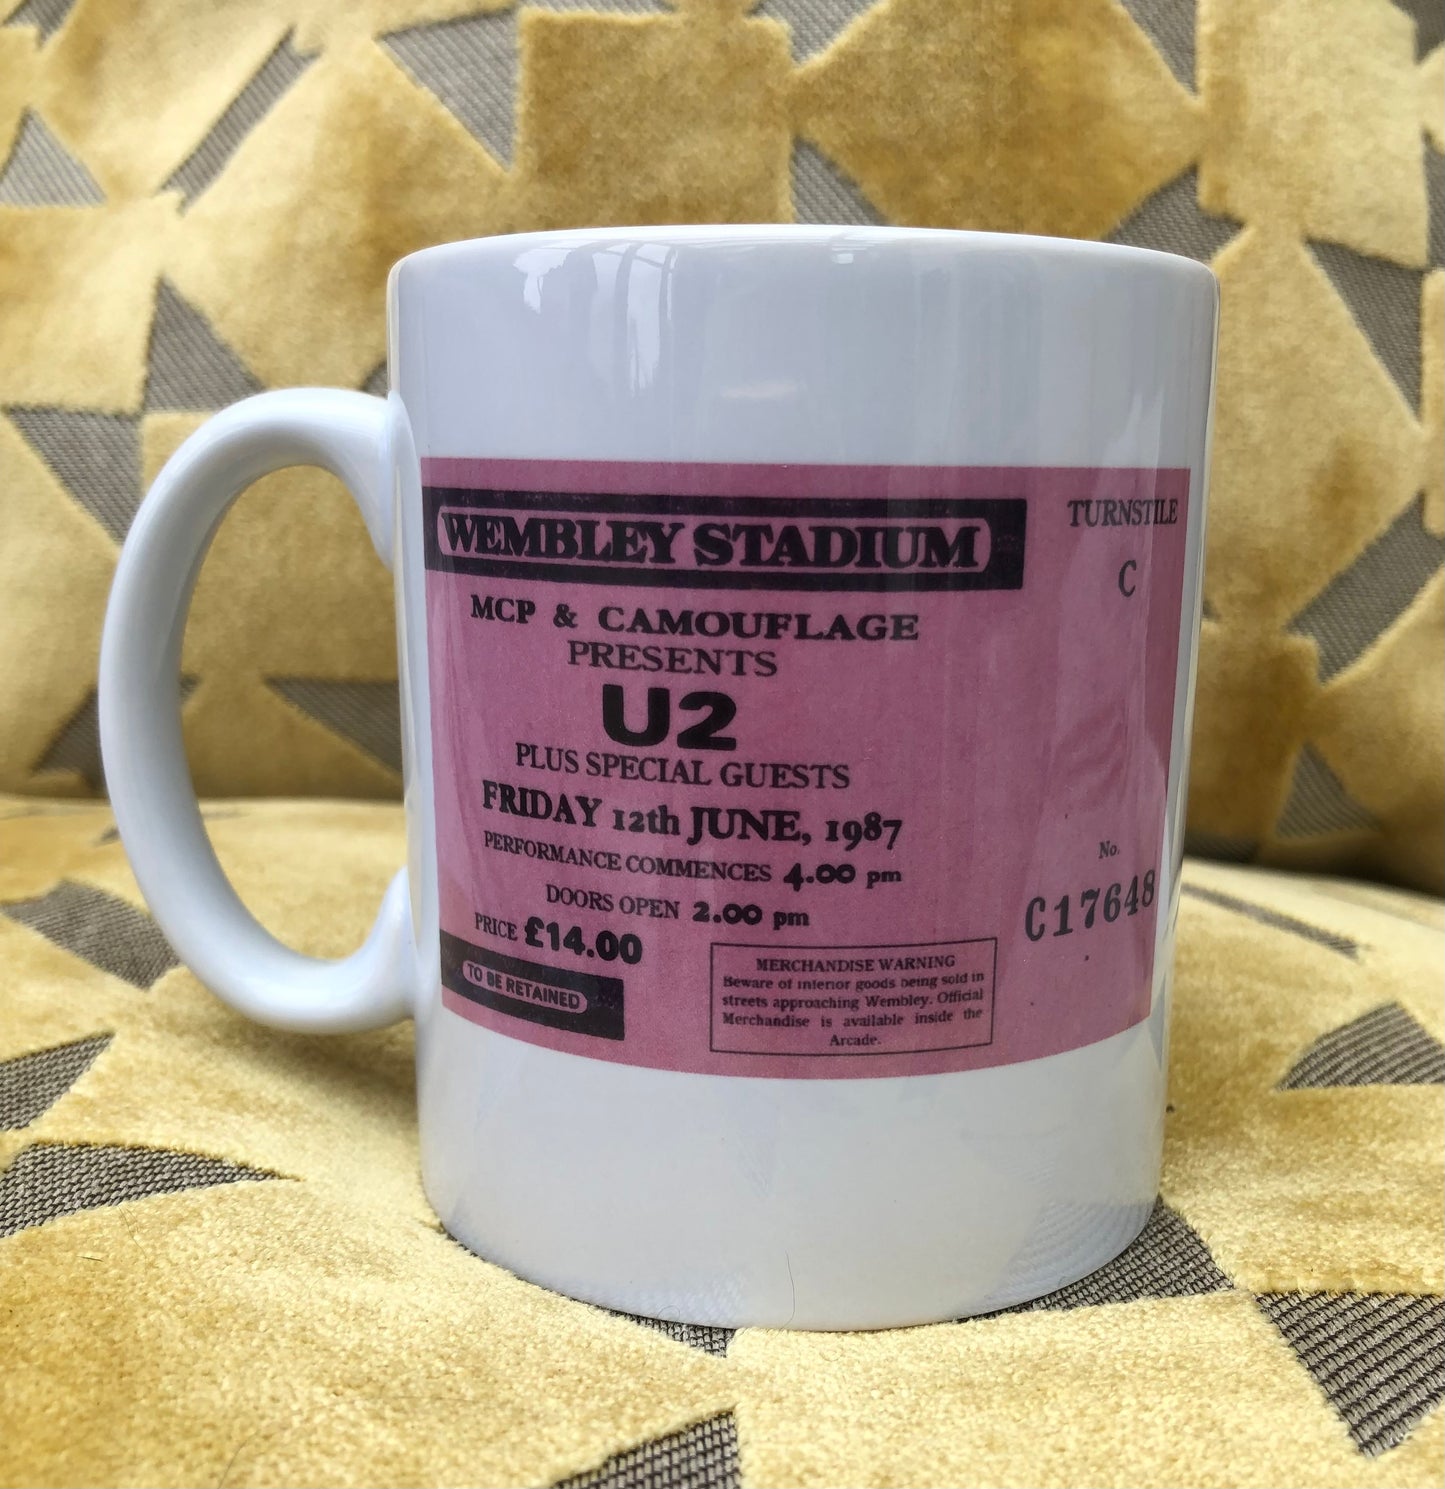 WEMBLEY STADIUM
TURNSTILE
C
MCP & CAMOUFLAGE
PRESENTS
U2
PLUS SPECIAL GUESTS
FRIDAY 12th JUNE, 1987
PERFORMANCE COMMENCES 4.00 pm
DOORS OPEN 2.00 pm
PRICE £14.00
TO BE RETAINED
No.
C17648
MERCHANDISE WARNING
Beware of interior goods being sold in
streets approaching Wembley. Official
Merchandise is available inside the
Arcade.